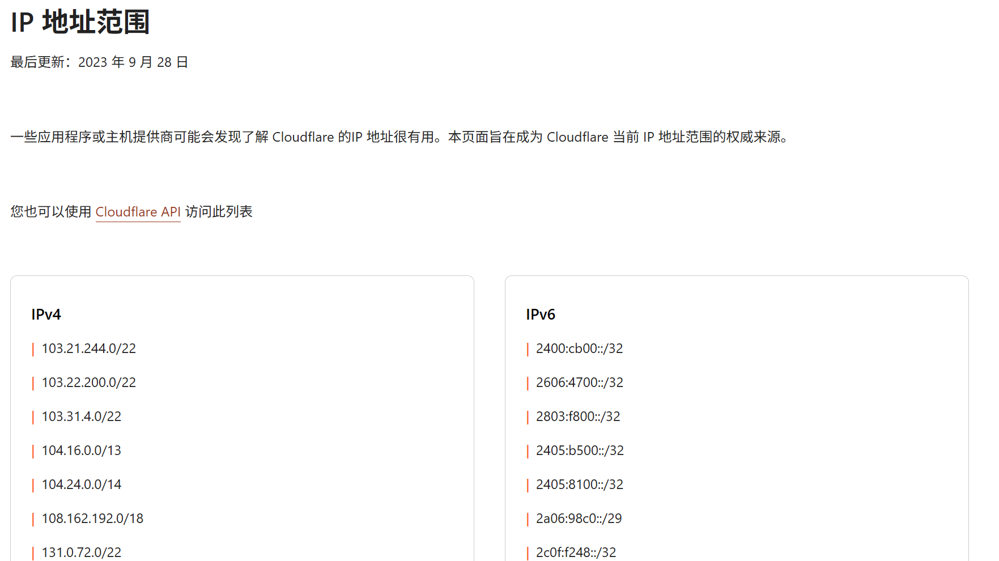 IP 地址范围
最后更新：2023 年 9 月 28 日
一些应用程序或主机提供商可能会发现了解 Cloudflare 的IP 地址很有用。本页面旨在成为 Cloudflare 当前 IP 地址范围的权威来源。
您也可以使用 Cloudflare API 访问此列表
IPv4
103.21.244.0/22
103.22.200.0/22
103.31.4.0/22
104.16.0.0/13
104.24.0.0/14
108.162.192.0/18
131.0.72.0/22
IPv6
2400:cb00::/32
2606:4700::/32
2803:f800::/32
2405:b500::/32
2405:8100::/32
2a06:98c0::/29
2c0f:f248::/32